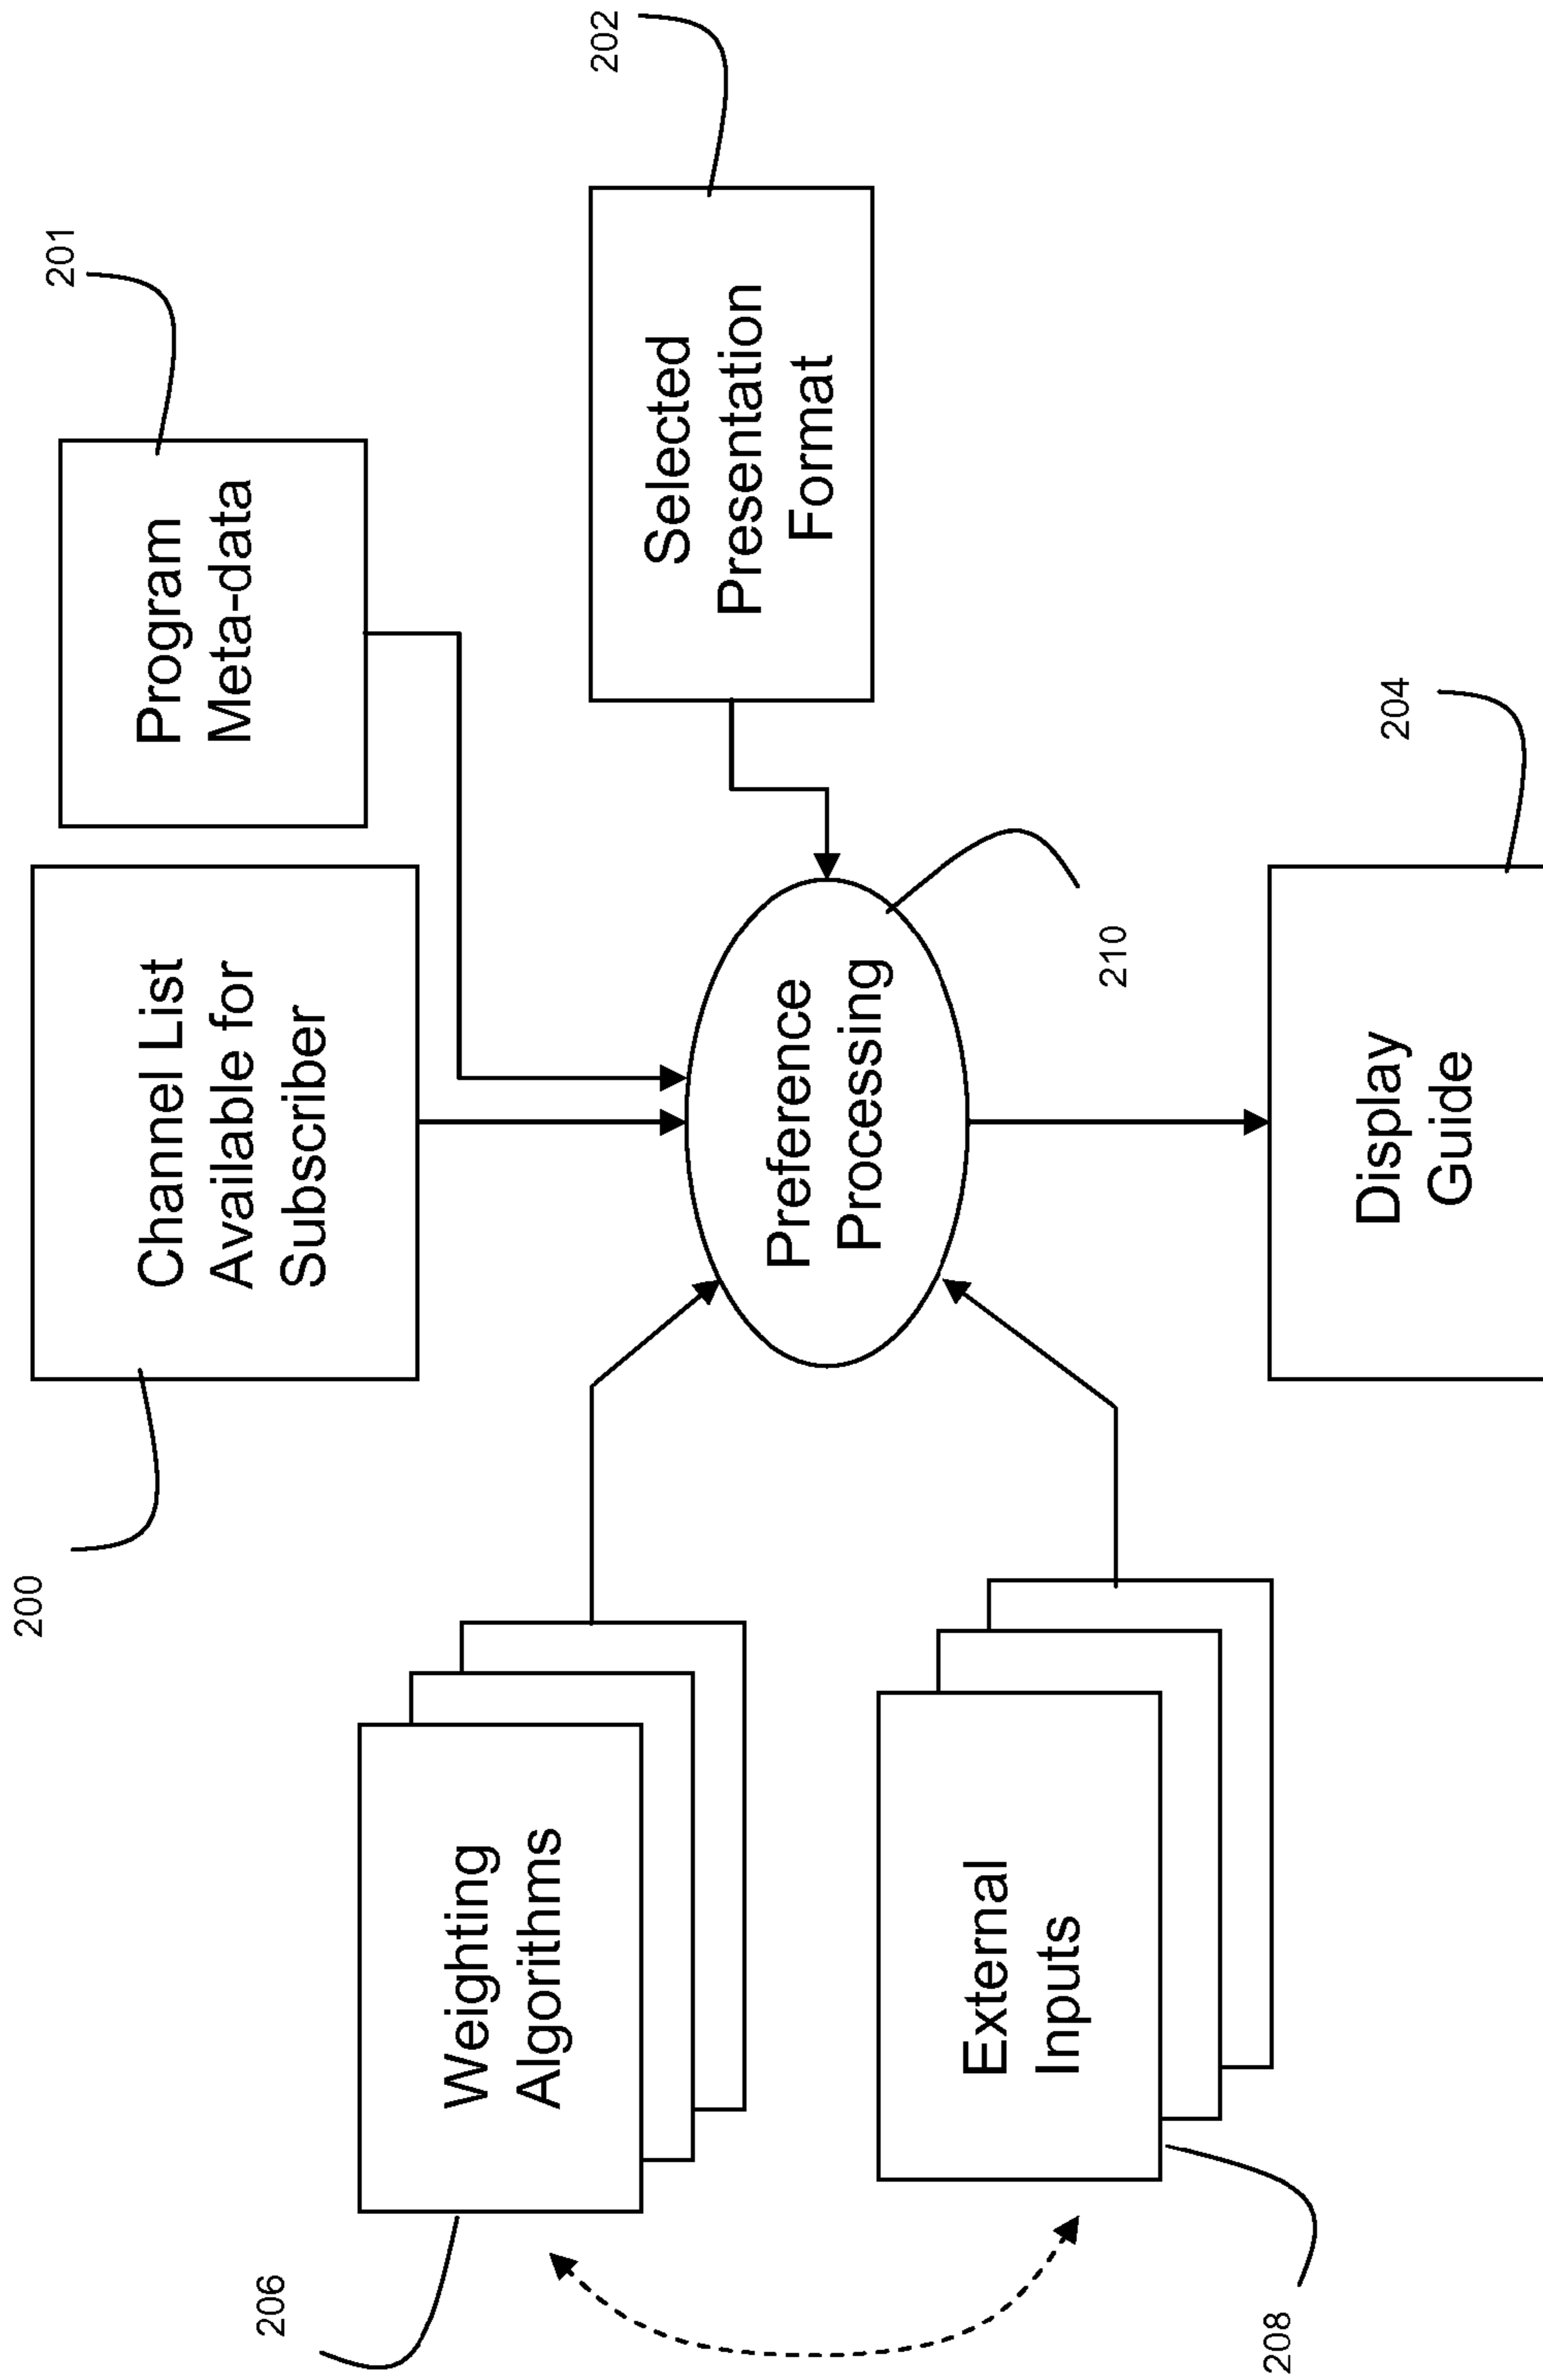 200
Channel List
Available for
Subscriber
201
Program
Meta-data
206
Weighting
Algorithms
202
Selected
Presentation
Format
Preference
Processing
210
208
External
Inputs
204
Display
Guide